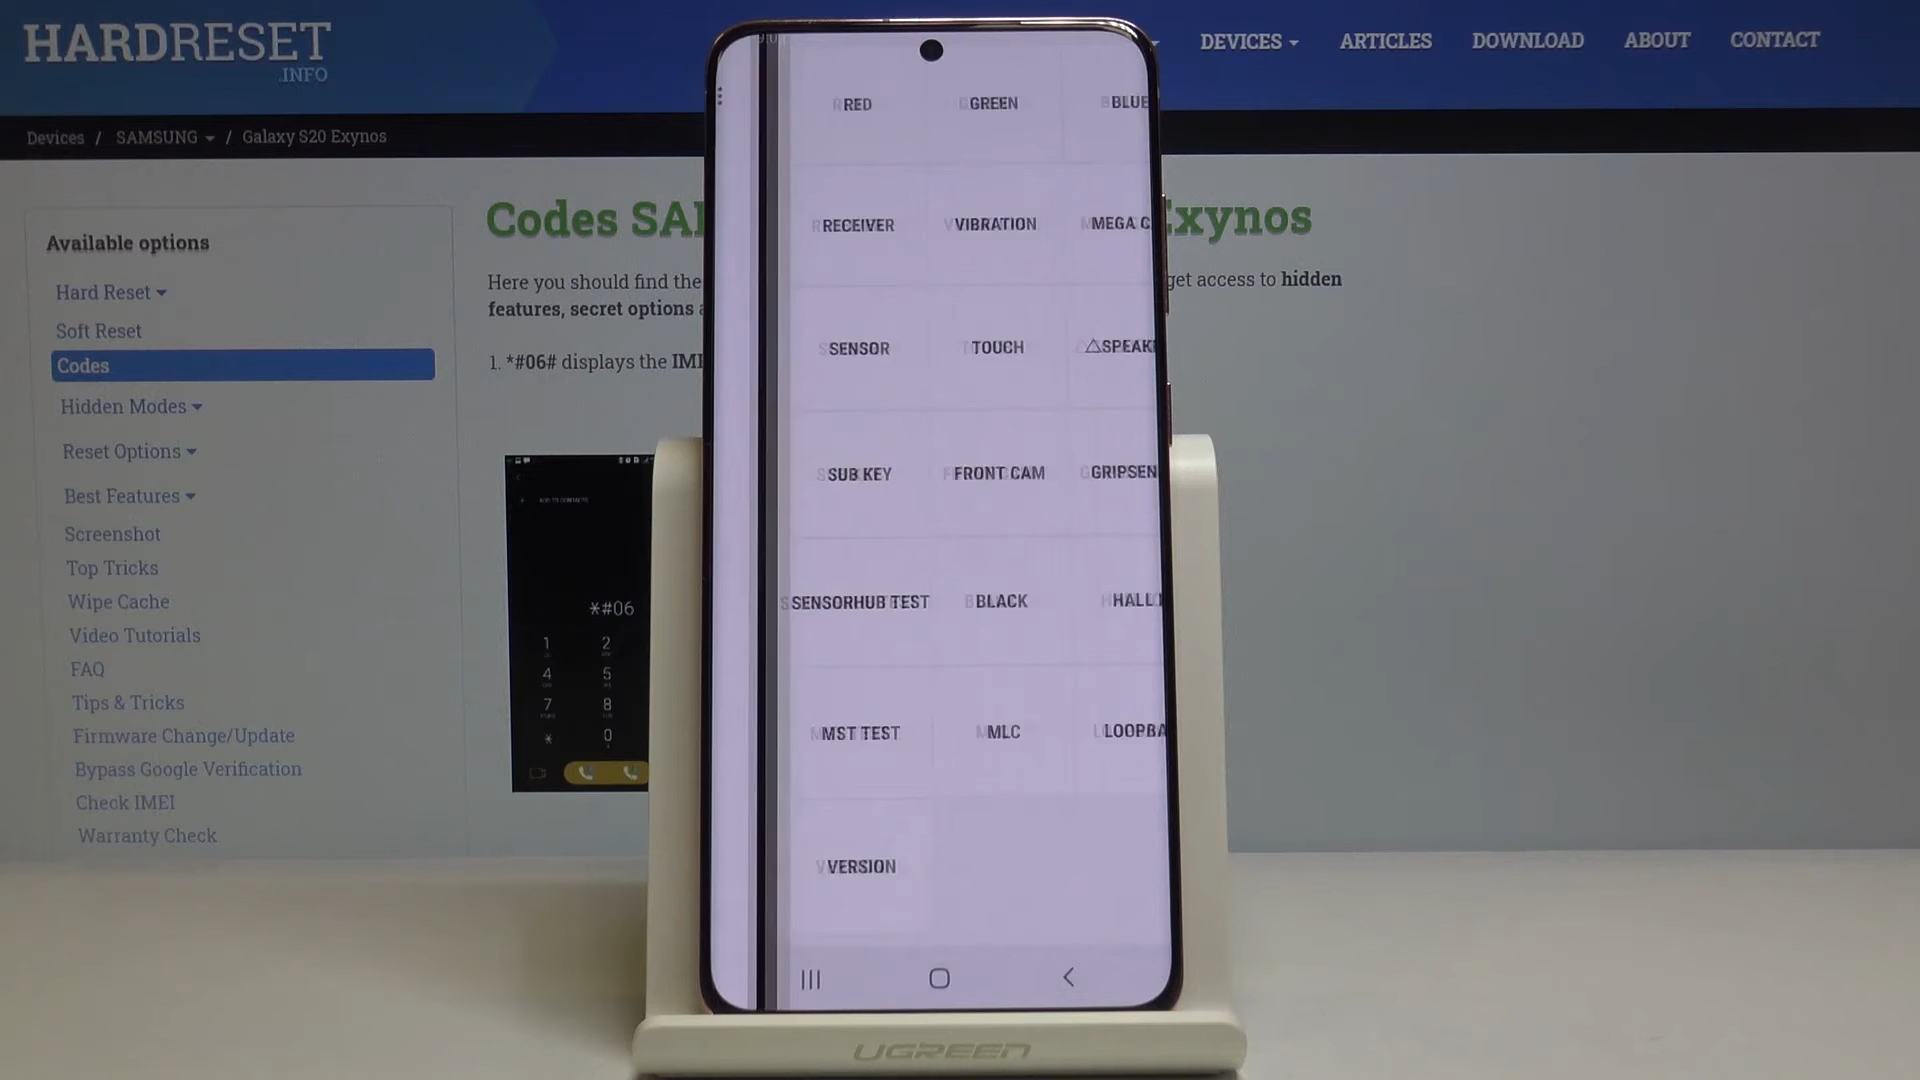 HARDRESET
.INFO
DEVICES
ARTICLES
DOWNLOAD
ABOUT
CONTACT
Devices / SAMSUNG / Galaxy S20 Exynos
Available options
Hard Reset
Soft Reset
Codes
Hidden Modes
Reset Options
Best Features
Screenshot
Top Tricks
Wipe Cache
Video Tutorials
FAQ
Tips & Tricks
Firmware Change/Update
Bypass Google Verification
Check IMEI
Warranty Check
Codes SA Exynos
Here you should find the get access to hidden
features, secret options
1. *#06# displays the IM
ADD TO CONTACTS
*#06
1 2
4 5
7 8
* 0
RED GREEN BLUE
RECEIVER VIBRATION MEGA C
SENSOR TOUCH △SPEAK
SUB KEY FRONT CAM GRIPSEN
SENSORHUB TEST BLACK HALL
MST TEST MLC LOOPBA
VERSION
UGREEN